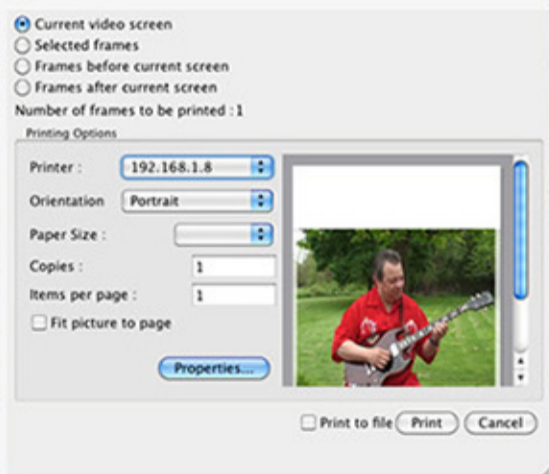 Current video screen
Selected frames
Frames before current screen
Frames after current screen
Number of frames to be printed :1
Printing Options
Printer : 192.168.1.8
Orientation Portrait
Paper Size :
Copies : 1
Items per page : 1
Fit picture to page
Properties...
Print to file Print Cancel